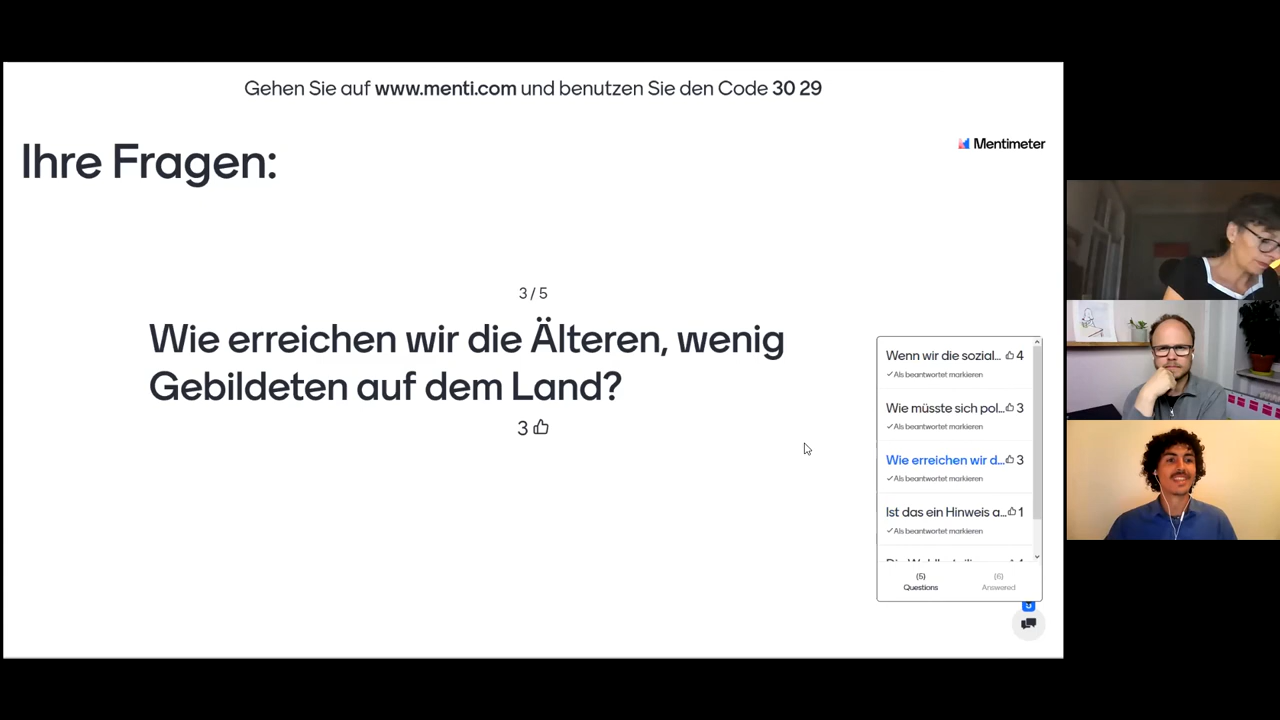 Gehen Sie auf www.menti.com und benutzen Sie den Code 30 29
Mentimeter
Ihre Fragen:
3 / 5
Wie erreichen wir die Älteren, wenig
Gebildeten auf dem Land?
3
Wenn wir die sozial... 4
Als beantwortet markieren
Wie müsste sich pol... 3
Als beantwortet markieren
Wie erreichen wir d... 3
Als beantwortet markieren
Ist das ein Hinweis a... 1
Als beantwortet markieren
(5) (6)
Questions Answered